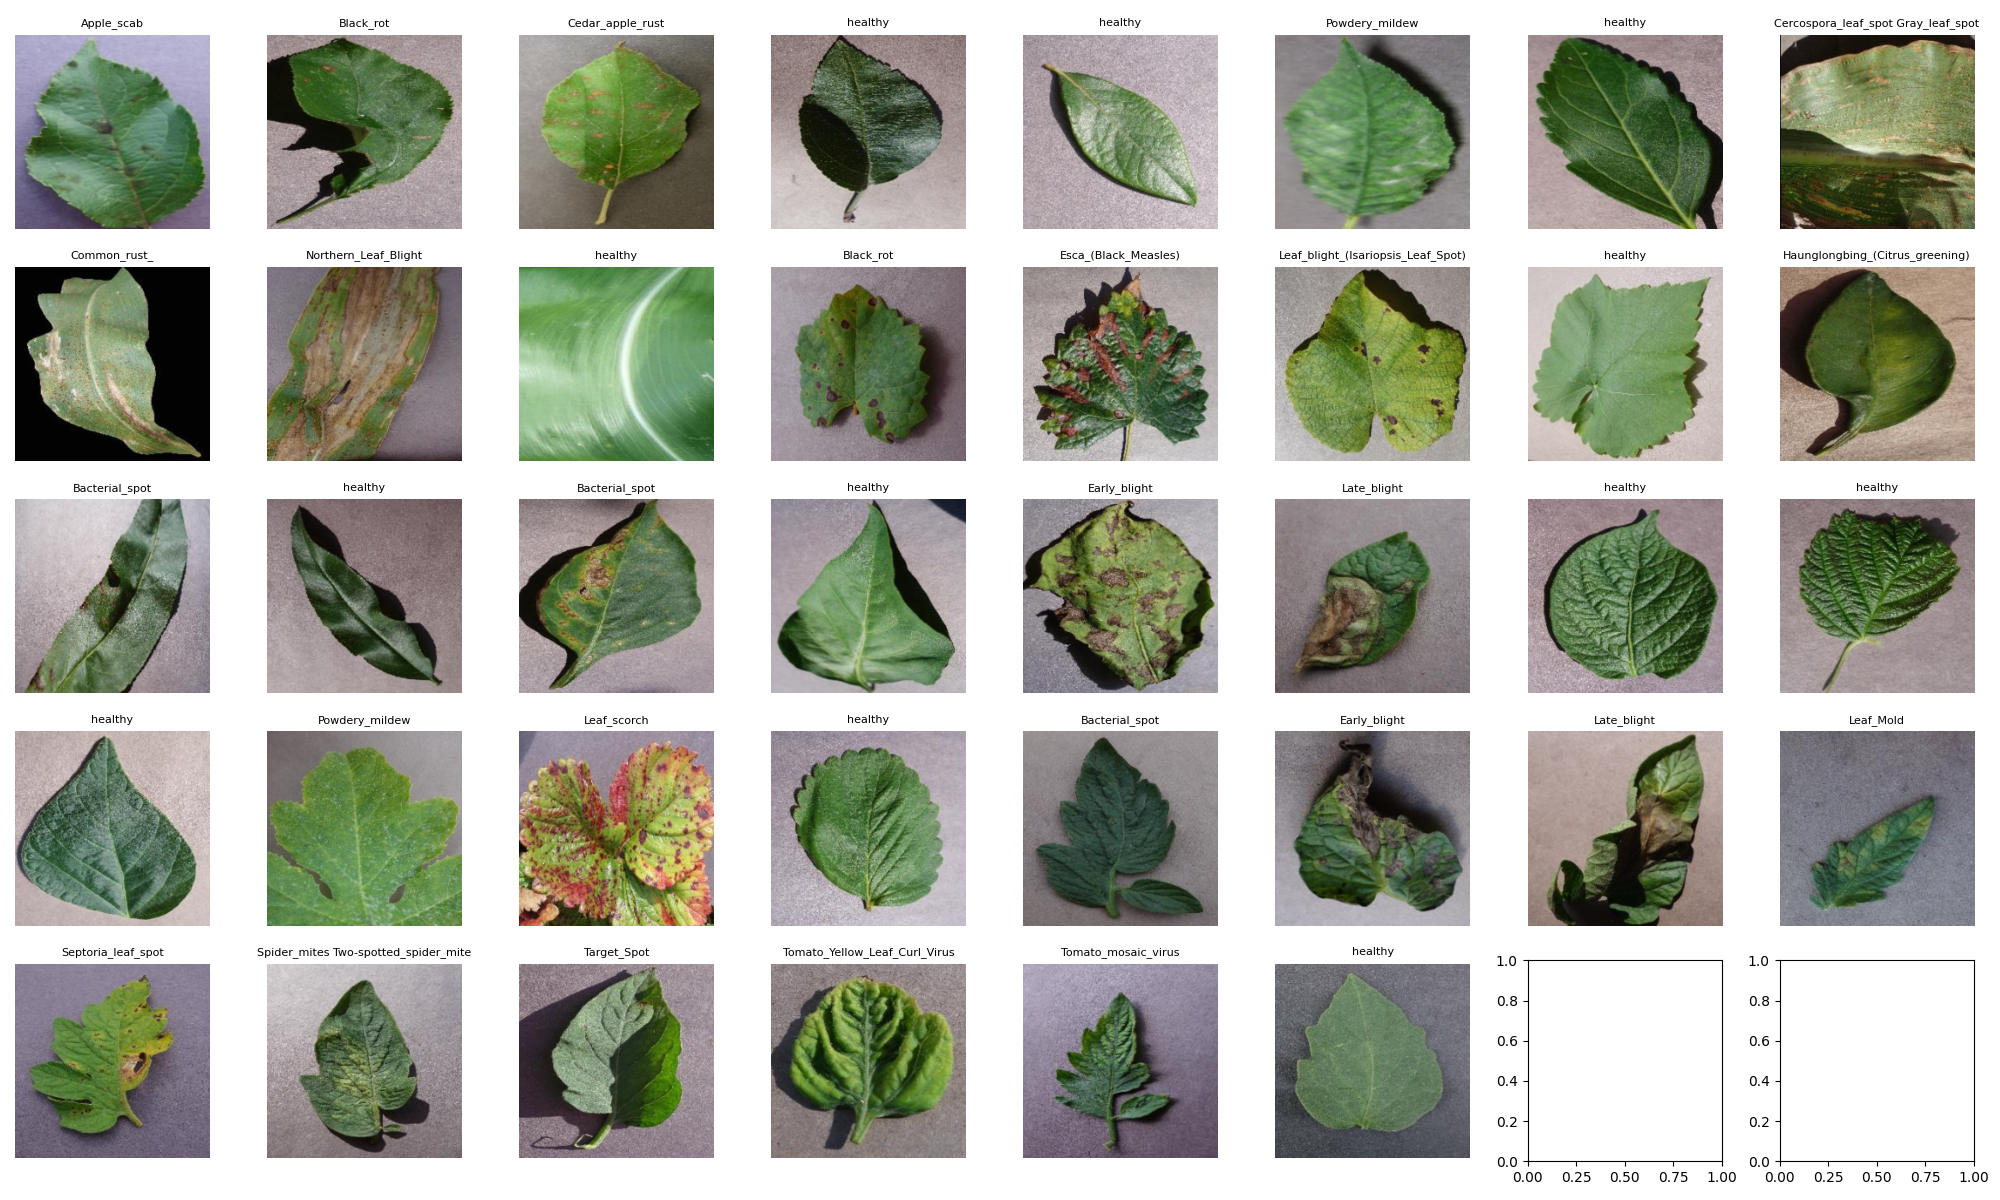 Apple_scab
Black_rot
Cedar_apple_rust
healthy
healthy
Powdery_mildew
healthy
Cercospora_leaf_spot Gray_leaf_spot
Common_rust_
Northern_Leaf_Blight
healthy
Black_rot
Esca_(Black_Measles)
Leaf_blight_(Isariopsis_Leaf_Spot)
healthy
Haunglongbing_(Citrus_greening)
Bacterial_spot
healthy
Bacterial_spot
healthy
Early_blight
Late_blight
healthy
healthy
healthy
Powdery_mildew
Leaf_scorch
healthy
Bacterial_spot
Early_blight
Late_blight
Leaf_Mold
Septoria_leaf_spot
Spider_mites Two-spotted_spider_mite
Target_Spot
Tomato_Yellow_Leaf_Curl_Virus
Tomato_mosaic_virus
healthy
1.0
0.8
0.6
0.4
0.2
0.0
0.00 0.25 0.50 0.75 1.00
1.0
0.8
0.6
0.4
0.2
0.0
0.00 0.25 0.50 0.75 1.00